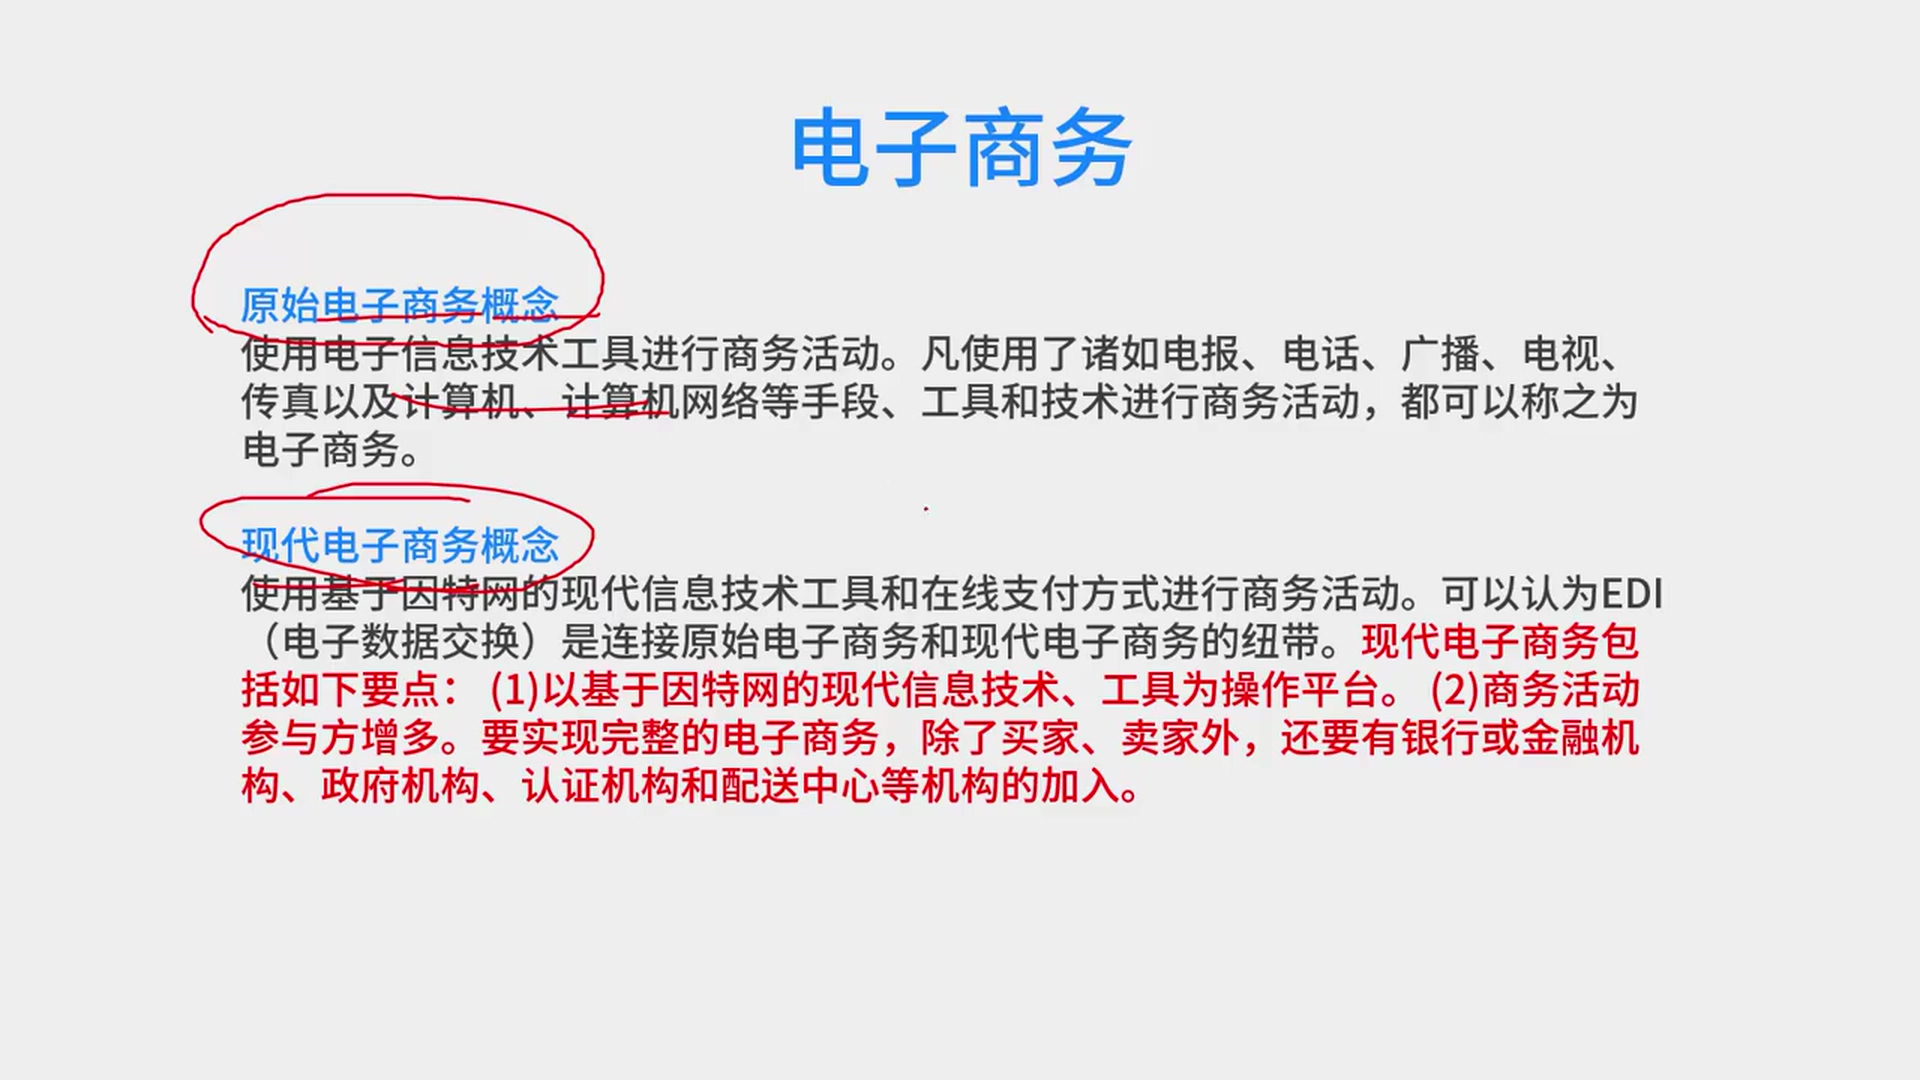 电子商务
原始电子商务概念
使用电子信息技术工具进行商务活动。凡使用了诸如电报、电话、广播、电视、
传真以及计算机、计算机网络等手段、工具和技术进行商务活动，都可以称之为
电子商务。
现代电子商务概念
使用基于因特网的现代信息技术工具和在线支付方式进行商务活动。可以认为EDI
（电子数据交换）是连接原始电子商务和现代电子商务的纽带。现代电子商务包
括如下要点： (1)以基于因特网的现代信息技术、工具为操作平台。 (2)商务活动
参与方增多。要实现完整的电子商务，除了买家、卖家外，还要有银行或金融机
构、政府机构、认证机构和配送中心等机构的加入。